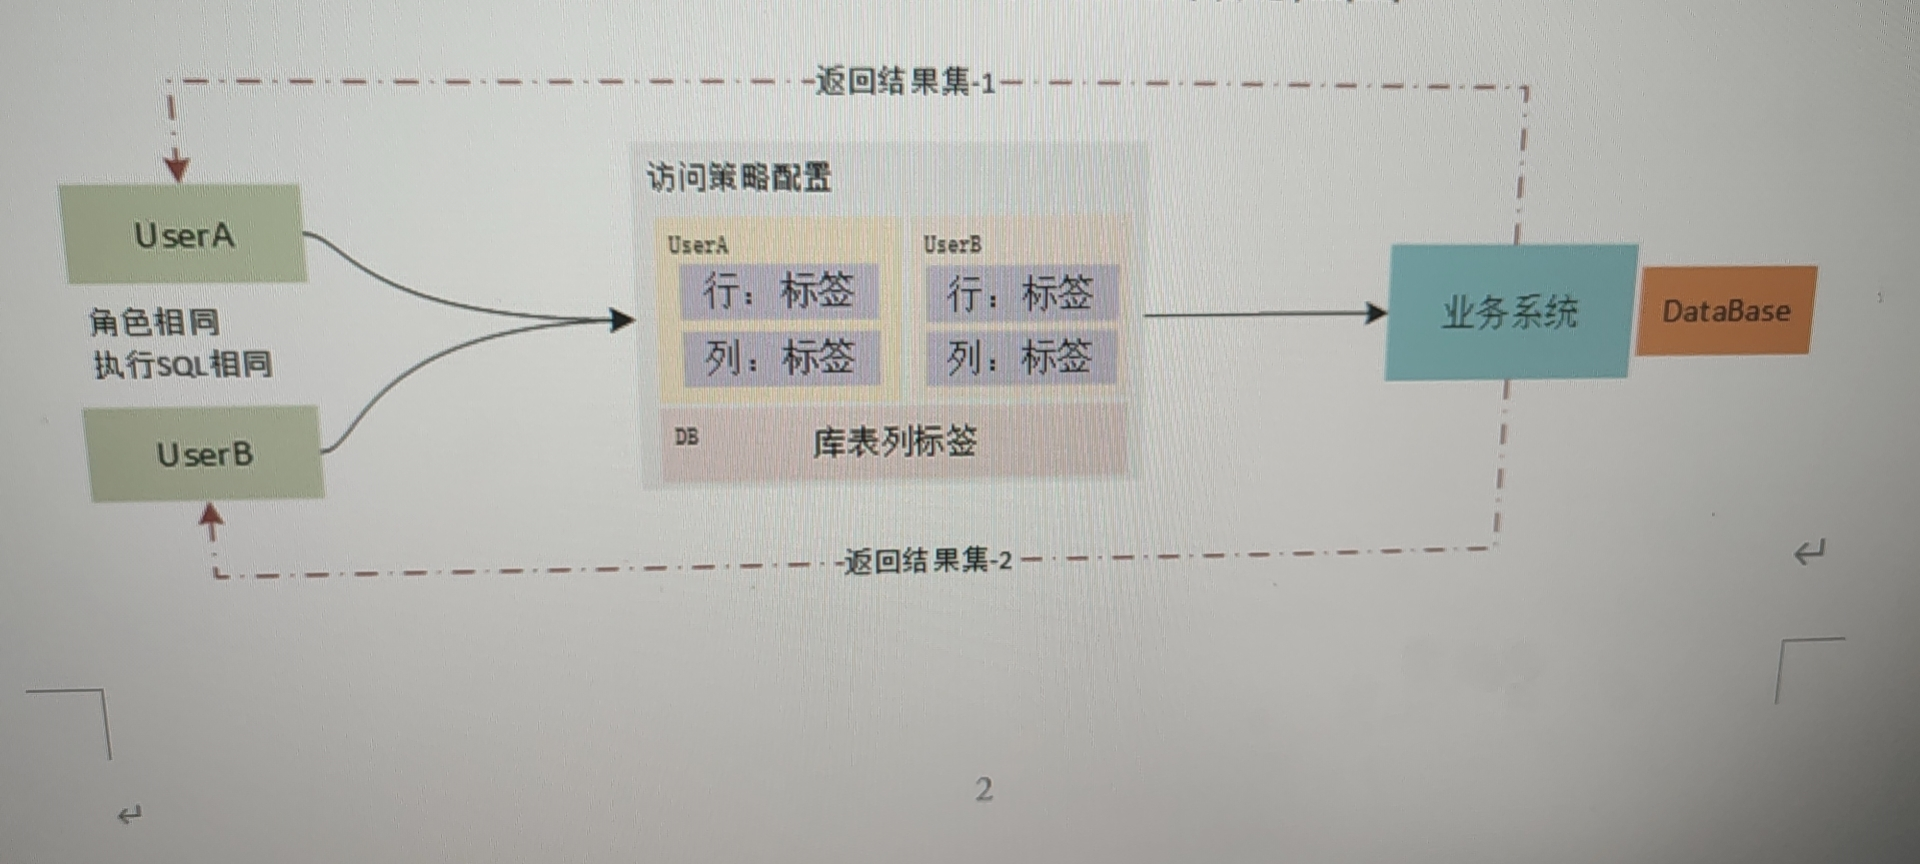 返回结果集-1
访问策略配置
UserA
UserA
UserB
行：标签
行：标签
角色相同
执行SQL相同
列：标签
列：标签
业务系统
DataBase
UserB
DB
库表列标签
返回结果集-2
2